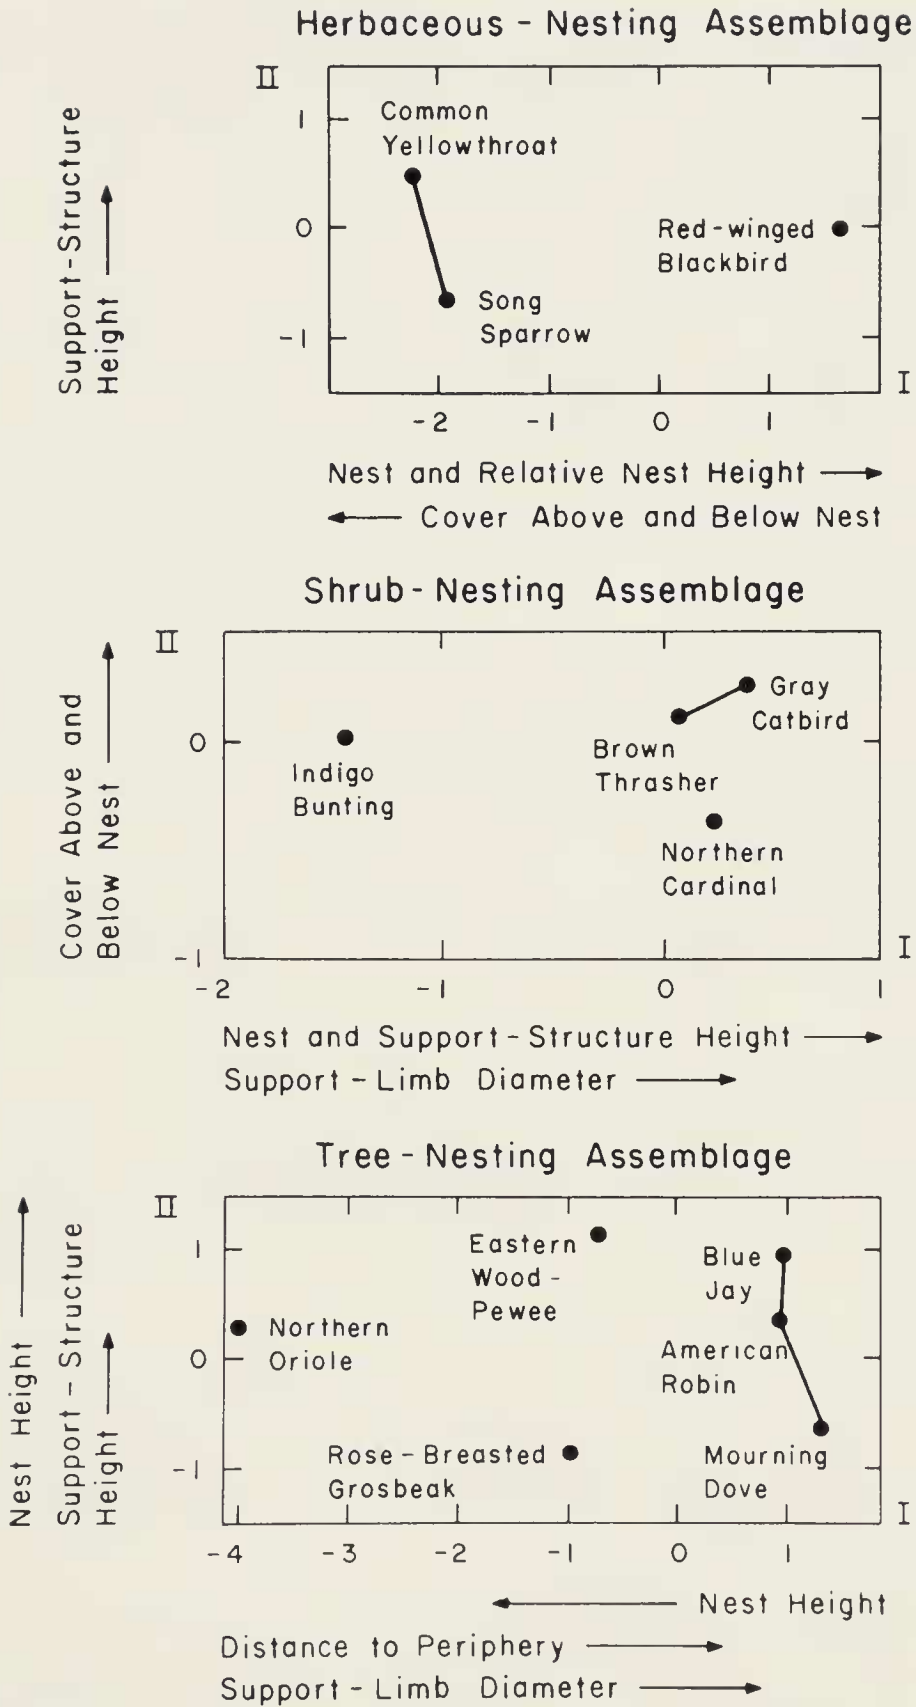 Herbaceous - Nesting Assemblage
II
Support-Structure
Height
1
0
-1
Common
Yellowthroat
Song
Sparrow
Red-winged
Blackbird
I
-2 -1 0 1
Nest and Relative Nest Height
Cover Above and Below Nest
Shrub-Nesting Assemblage
II
Cover Above and
Below Nest
0
-1
Indigo
Bunting
Gray
Catbird
Brown
Thrasher
Northern
Cardinal
I
-2 -1 0 1
Nest and Support-Structure Height
Support-Limb Diameter
Tree-Nesting Assemblage
II
Nest Height
Support-Structure
Height
1
0
-1
Northern
Oriole
Eastern
Wood-
Pewee
Blue
Jay
American
Robin
Rose-Breasted
Grosbeak
Mourning
Dove
I
-4 -3 -2 -1 0 1
Nest Height
Distance to Periphery
Support-Limb Diameter